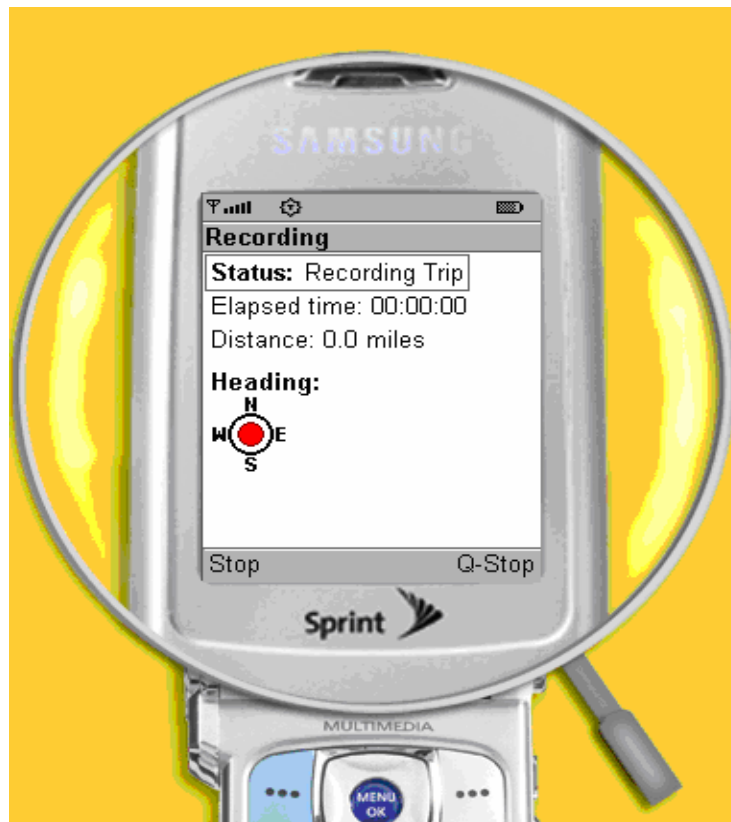 SAMSUNG
Recording
Status: Recording Trip
Elapsed time: 00:00:00
Distance: 0.0 miles
Heading:
N
W E
S
Stop Q-Stop
Sprint
MULTIMEDIA
MENU
OK